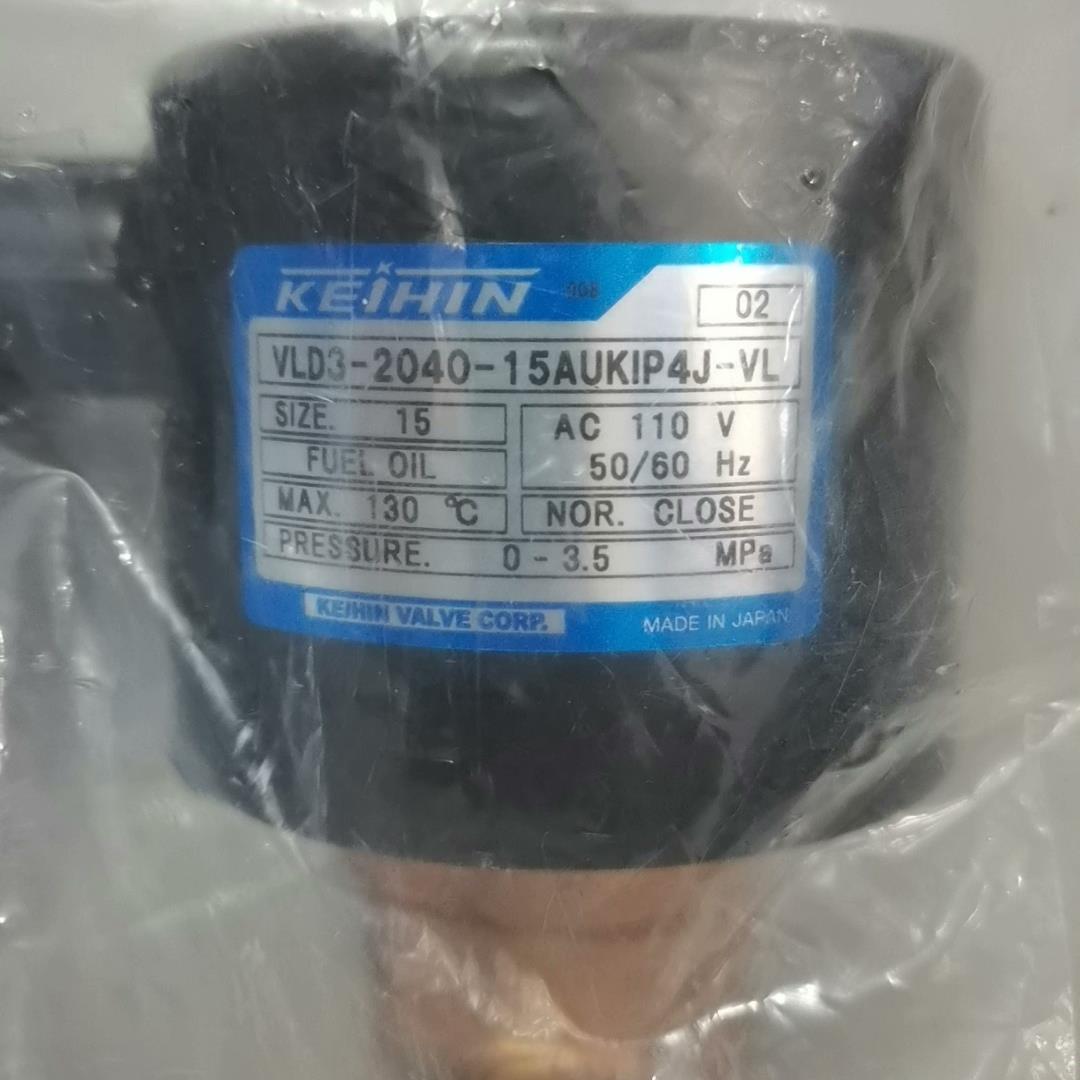 KEIHIN 008
02
VLD3-2040-15AUKIP4J-VL
SIZE. 15
AC 110 V
FUEL OIL
50/60 Hz
MAX. 130 ℃
NOR. CLOSE
PRESSURE. 0 - 3.5 MPa
KEIHIN VALVE CORP.
MADE IN JAPAN